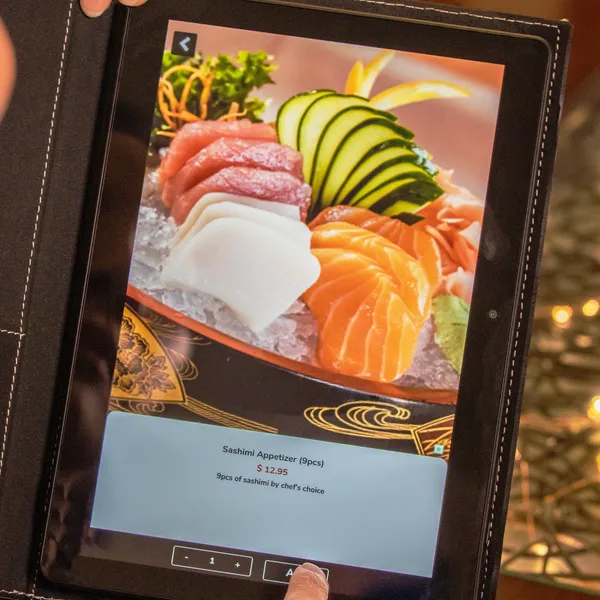 Sashimi Appetizer (9pcs)
$ 12.95
9pcs of sashimi by chef's choice
- 1 +